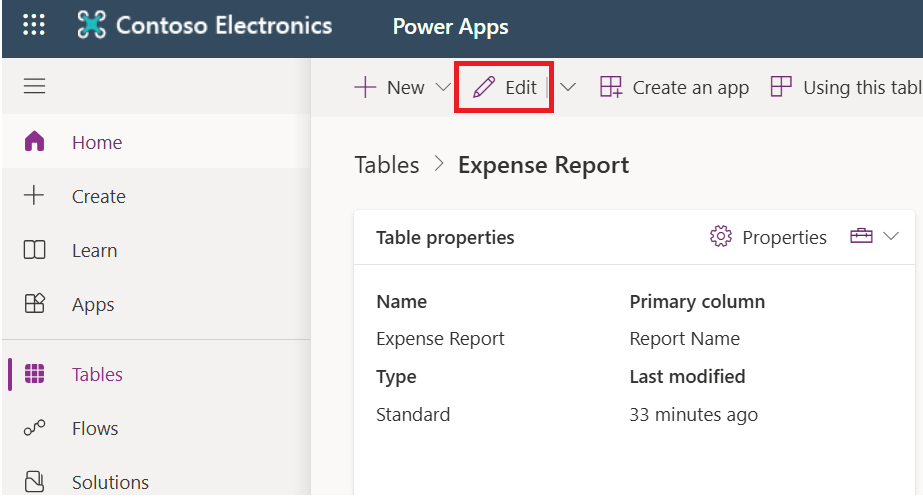 Contoso Electronics Power Apps
New Edit Create an app Using this tabl
Home
Create
Learn
Apps
Tables
Flows
Solutions
Tables > Expense Report
Table properties Properties
Name Primary column
Expense Report Report Name
Type Last modified
Standard 33 minutes ago